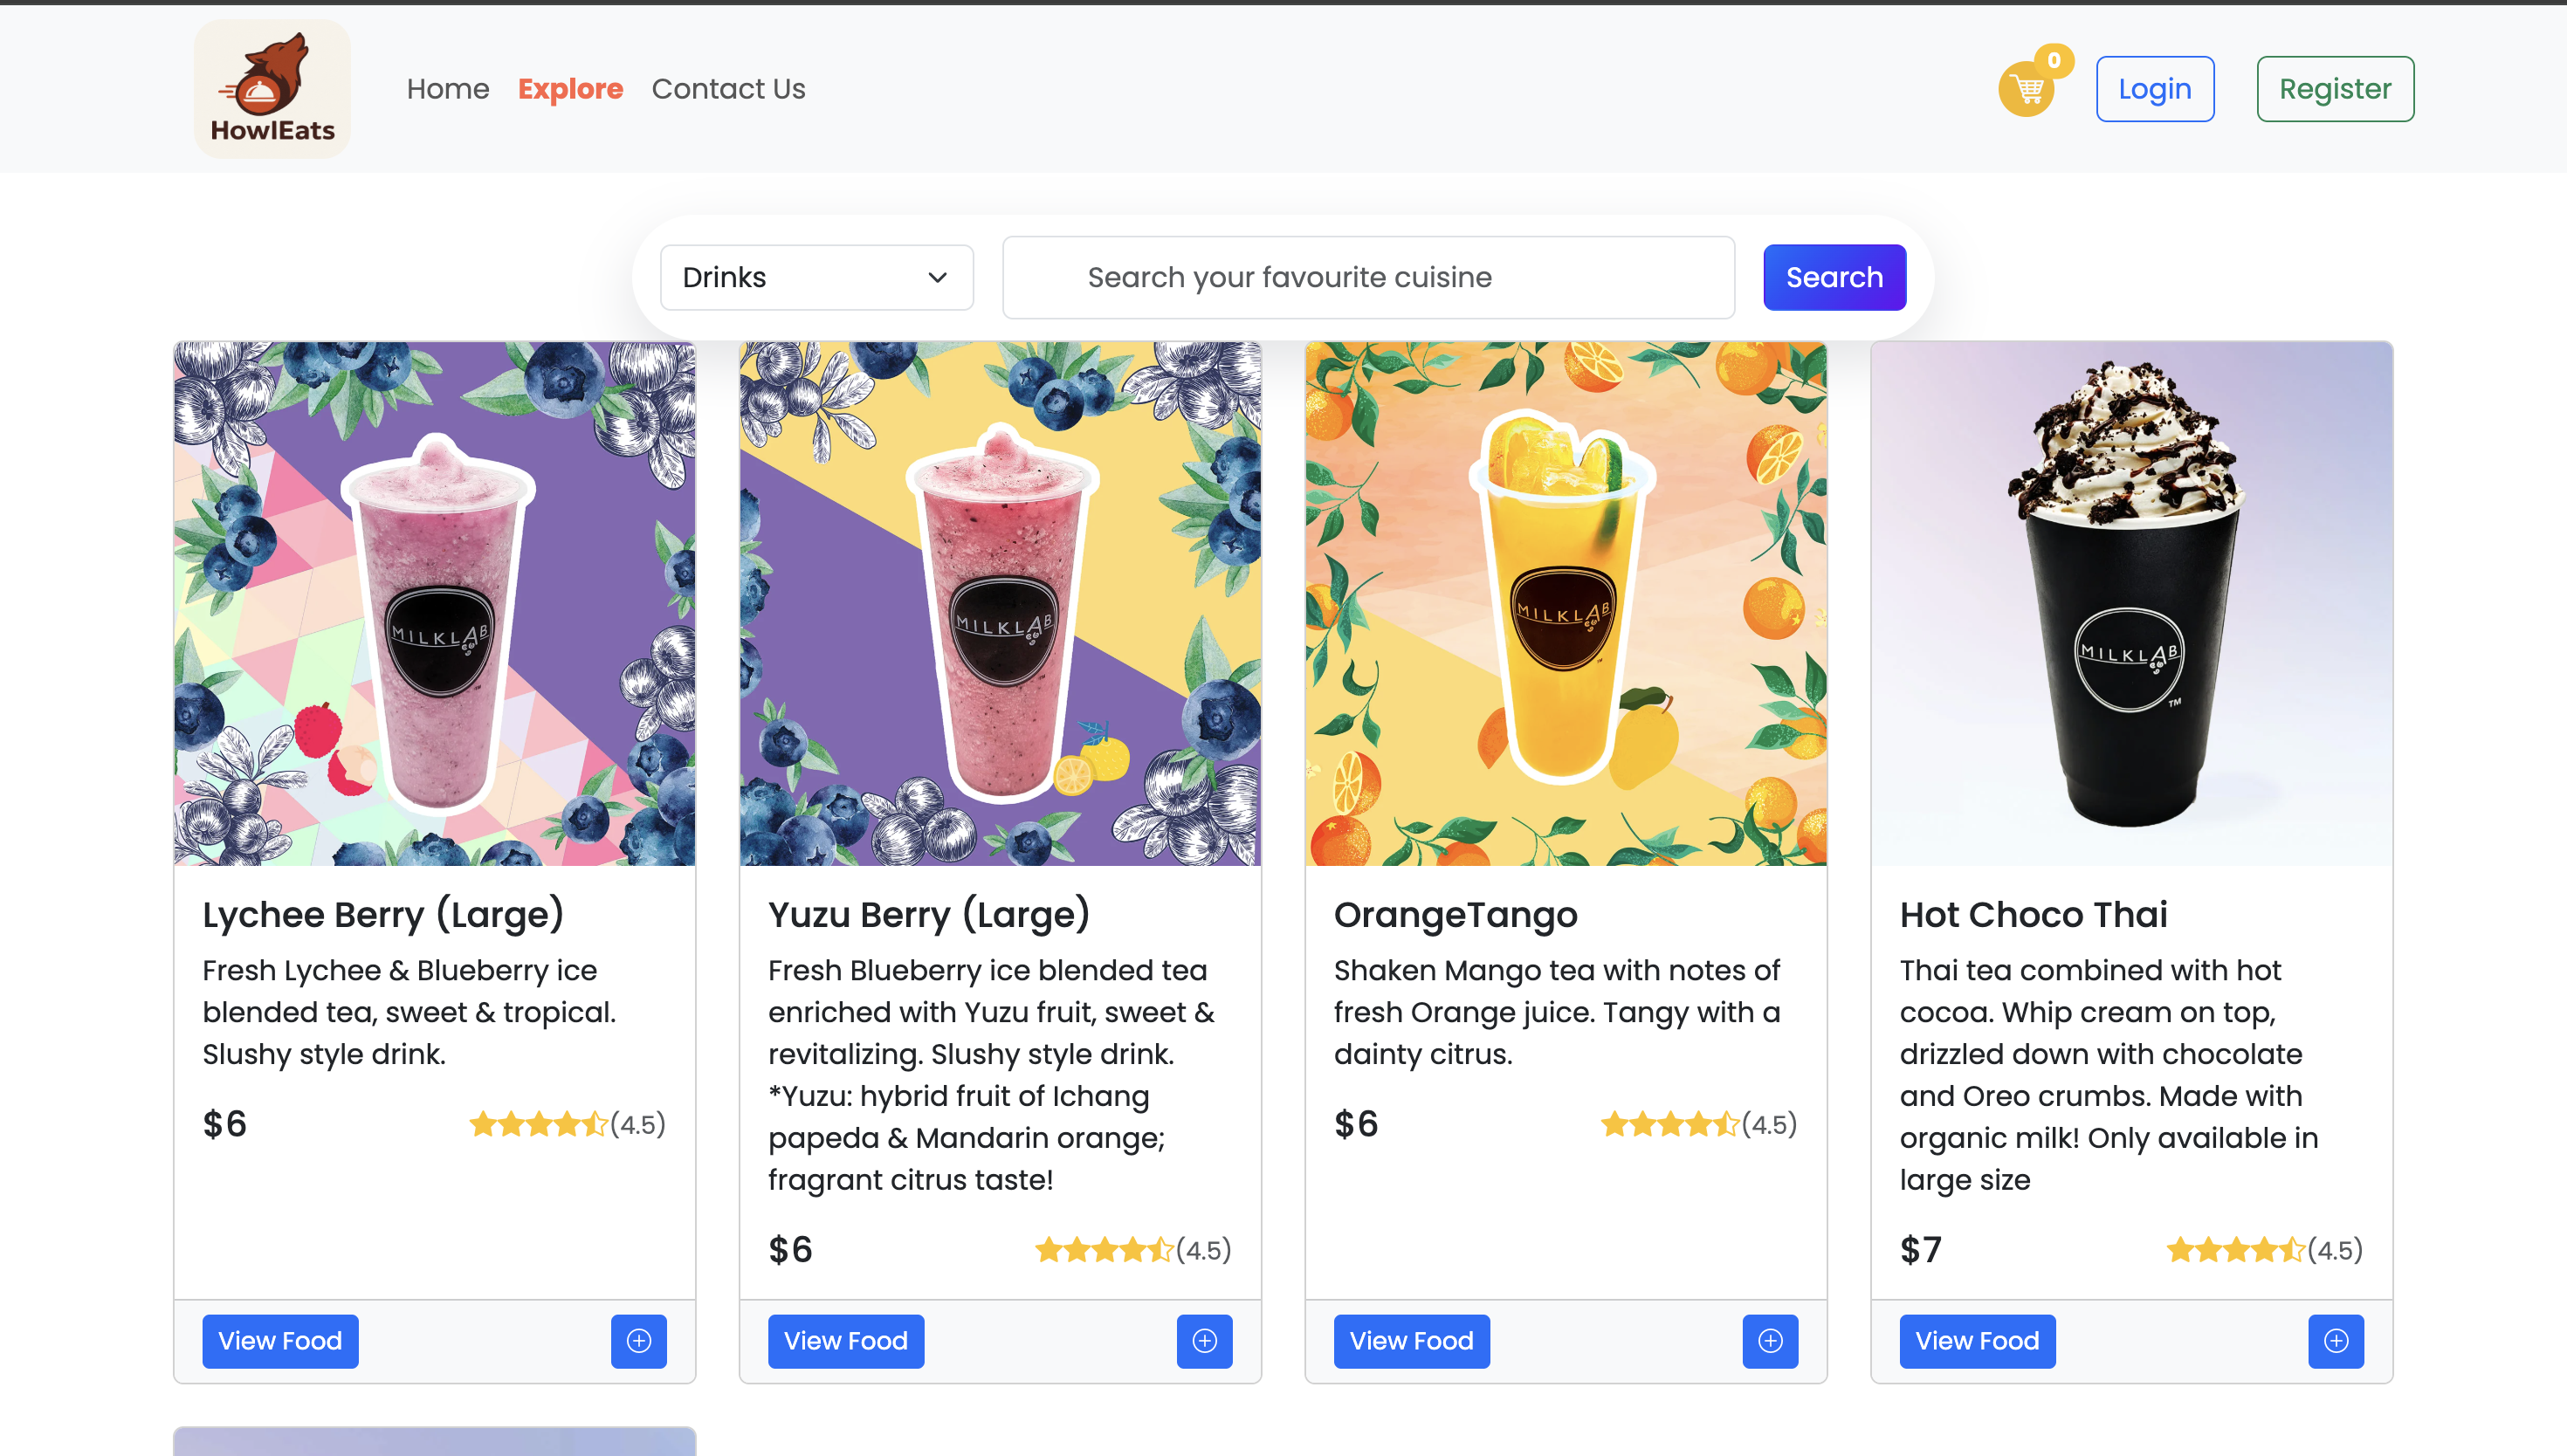 HowlEats
Home Explore Contact Us
0
Login
Register
Drinks
Search your favourite cuisine
Search
MILKLAB
TM
MILKLAB
TM
MILKLAB
TM
MILKLAB
TM
Lychee Berry (Large)
Fresh Lychee & Blueberry ice
blended tea, sweet & tropical.
Slushy style drink.
$6
(4.5)
View Food
Yuzu Berry (Large)
Fresh Blueberry ice blended tea
enriched with Yuzu fruit, sweet &
revitalizing. Slushy style drink.
*Yuzu: hybrid fruit of Ichang
papeda & Mandarin orange;
fragrant citrus taste!
$6
(4.5)
View Food
OrangeTango
Shaken Mango tea with notes of
fresh Orange juice. Tangy with a
dainty citrus.
$6
(4.5)
View Food
Hot Choco Thai
Thai tea combined with hot
cocoa. Whip cream on top,
drizzled down with chocolate
and Oreo crumbs. Made with
organic milk! Only available in
large size
$7
(4.5)
View Food